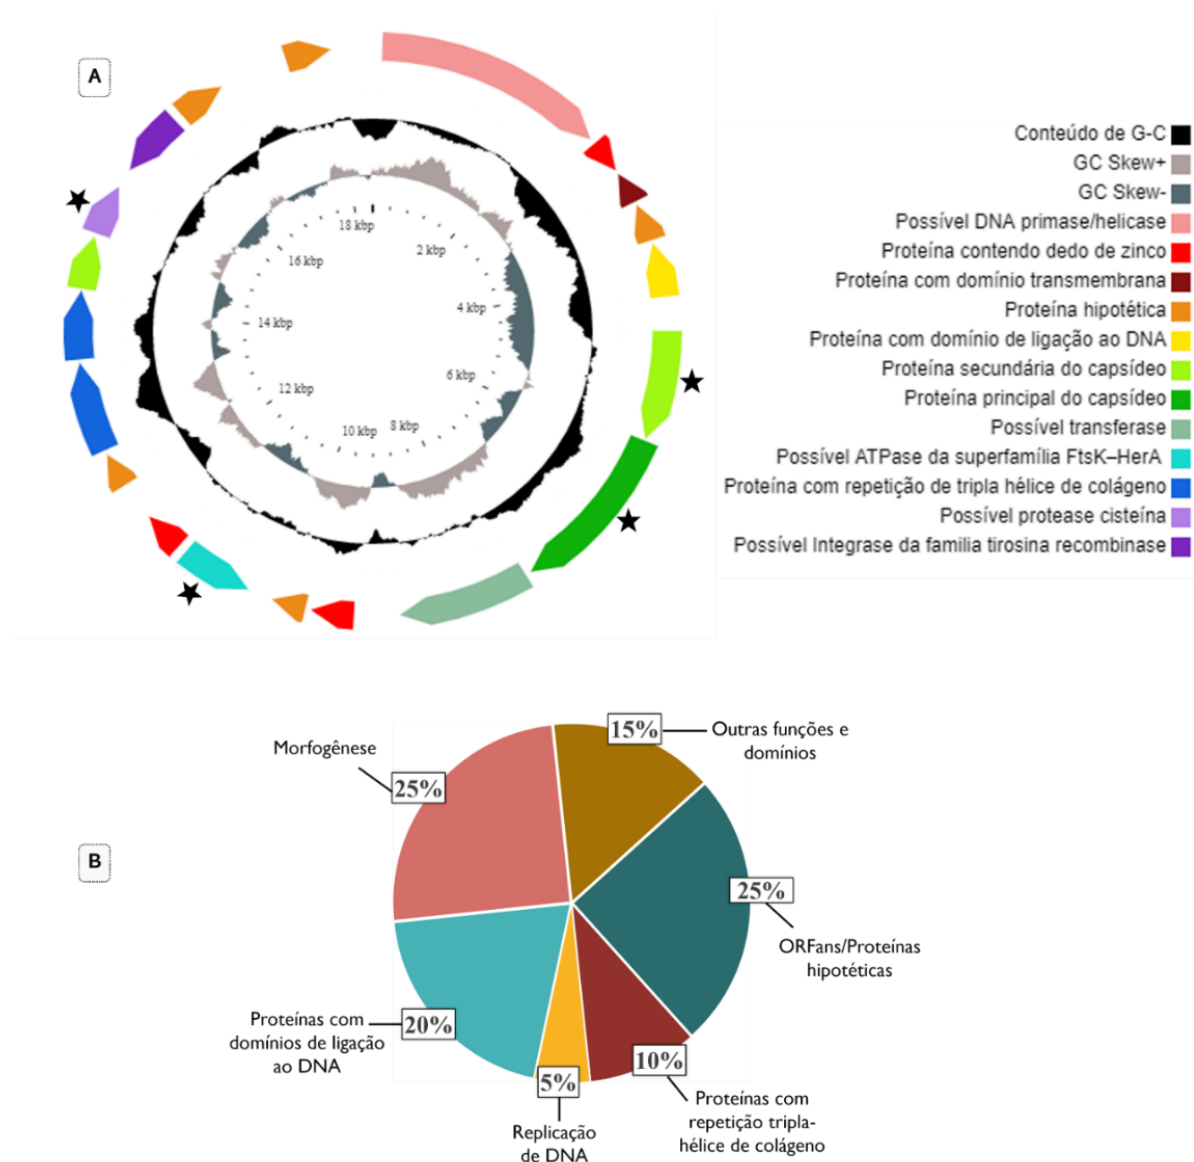 A
Conteúdo de G-C
GC Skew+
GC Skew-
Possível DNA primase/helicase
Proteína contendo dedo de zinco
Proteína com domínio transmembrana
Proteína hipotética
Proteína com domínio de ligação ao DNA
Proteína secundária do capsídeo
Proteína principal do capsídeo
Possível transferase
Possível ATPase da superfamília FtsK–HerA
Proteína com repetição de tripla hélice de colágeno
Possível protease cisteína
Possível Integrase da familia tirosina recombinase
18 kbp
2 kbp
16 kbp
4 kbp
14 kbp
6 kbp
12 kbp
10 kbp
8 kbp
B
Morfogênese
25%
15%
Outras funções e
domínios
25%
ORFans/Proteínas
hipotéticas
Proteínas com
domínios de ligação
ao DNA
20%
5%
Replicação
de DNA
10%
Proteínas com
repetição tripla-
hélice de colágeno